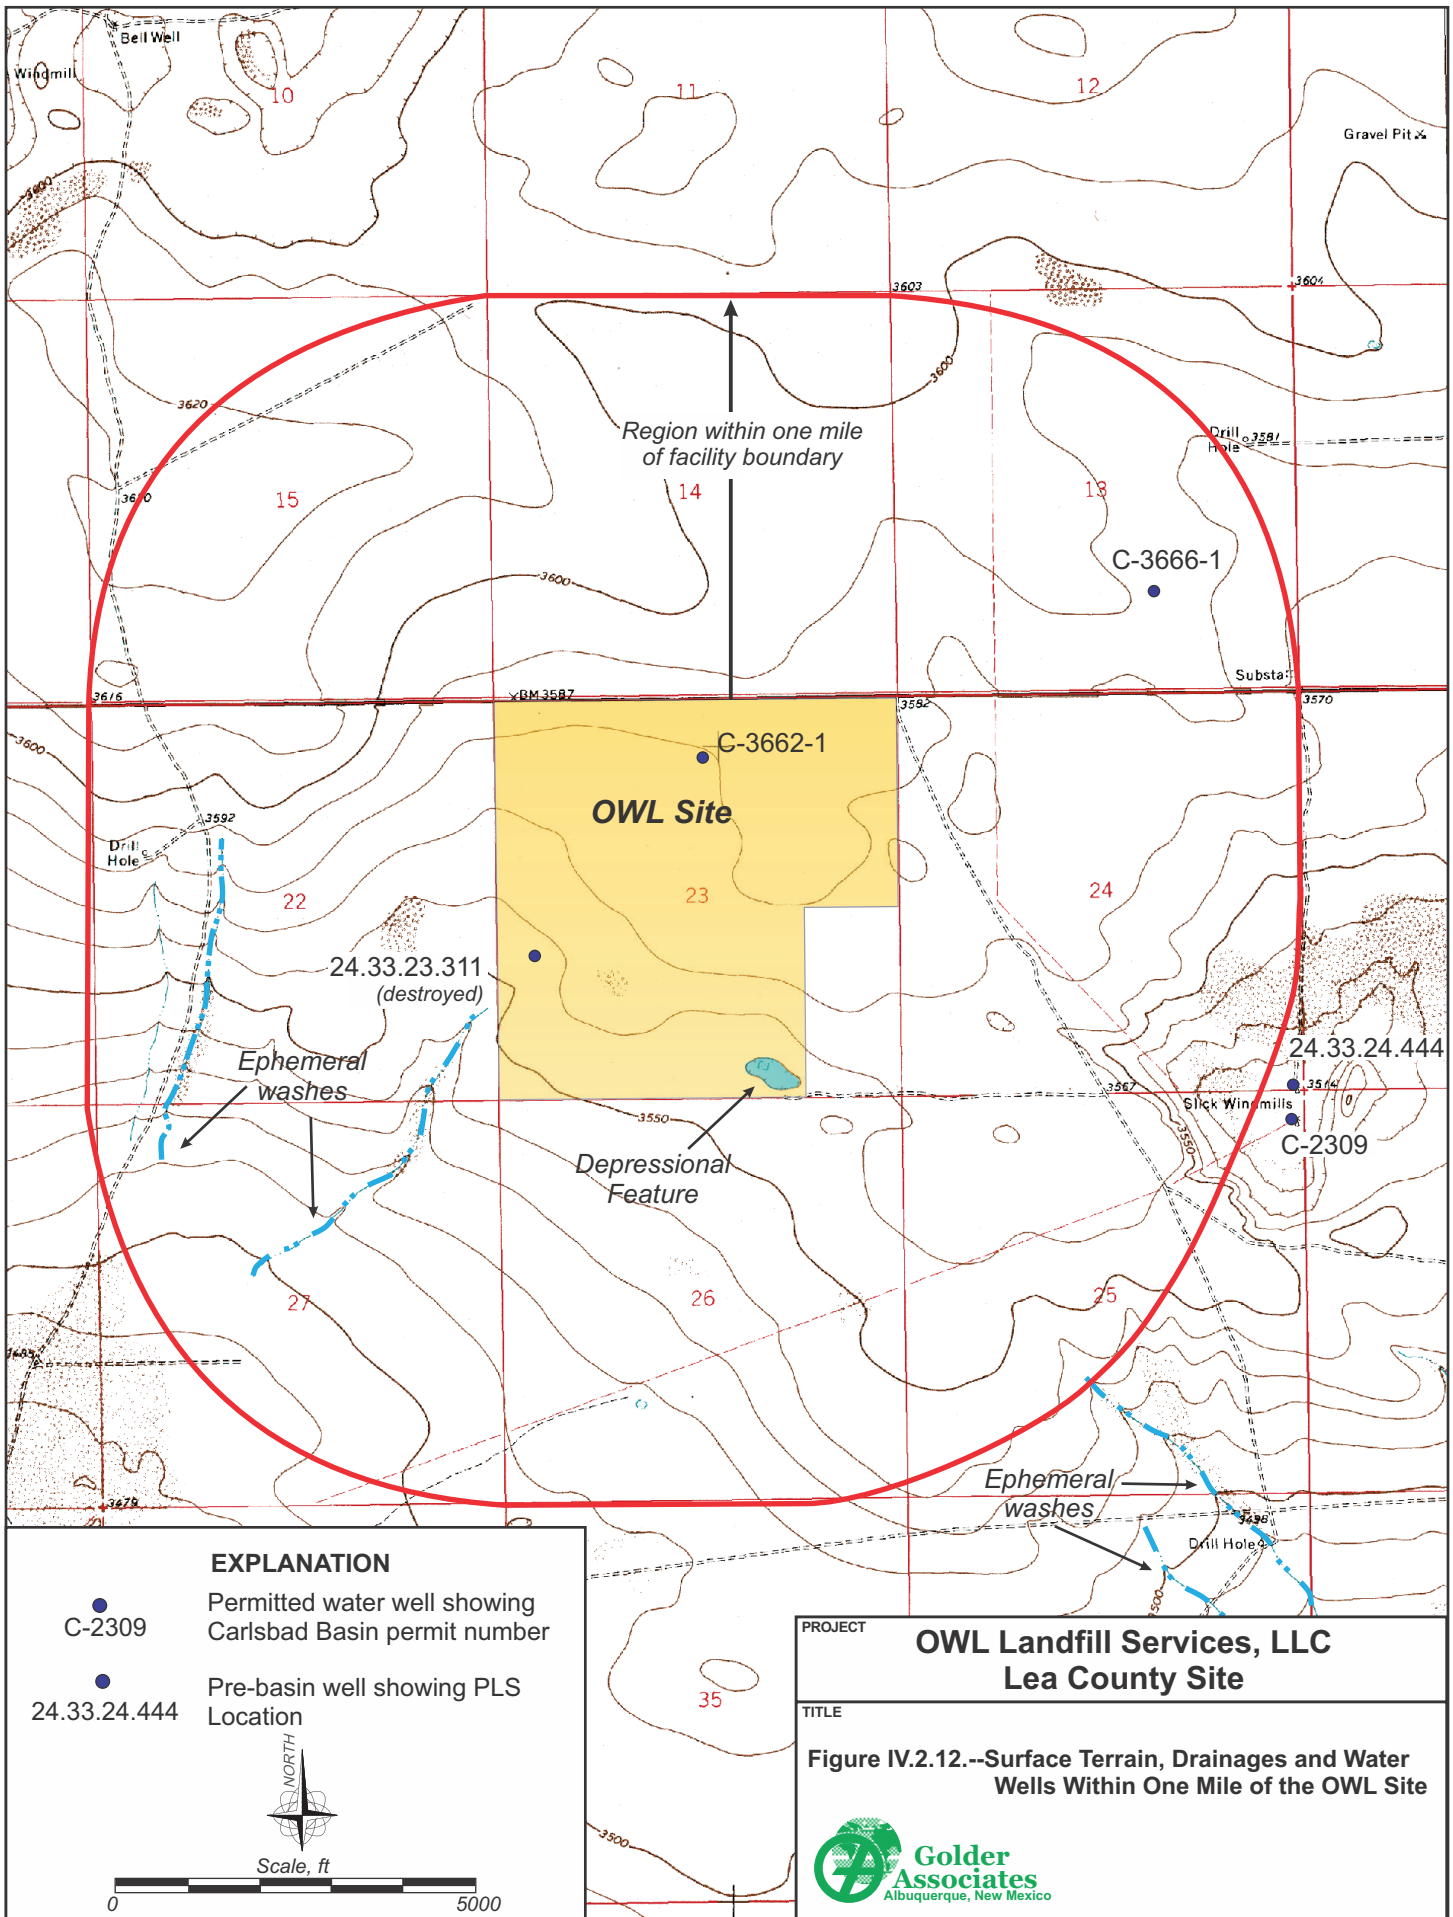 Bell Well
Windmill
10
11
12
Gravel Pit
3600
3603
3604
3620
3600
Region within one mile
of facility boundary
Drill
Hole
3581
3610
15
14
13
C-3666-1
3600
Substa
3616
BM 3587
3582
3570
3600
C-3662-1
OWL Site
3592
Drill
Hole
22
23
24
24.33.23.311
(destroyed)
Ephemeral
washes
24.33.24.444
3567
3514
Slick Windmills
3550
3550
C-2309
Depressional
Feature
27
26
25
3479
Ephemeral
washes
3498
Drill Hole
3500
EXPLANATION
C-2309
Permitted water well showing
Carlsbad Basin permit number
24.33.24.444
Pre-basin well showing PLS
Location
NORTH
Scale, ft
0
5000
35
3500
PROJECT
OWL Landfill Services, LLC
Lea County Site
TITLE
Figure IV.2.12.--Surface Terrain, Drainages and Water
Wells Within One Mile of the OWL Site
Golder
Associates
Albuquerque, New Mexico